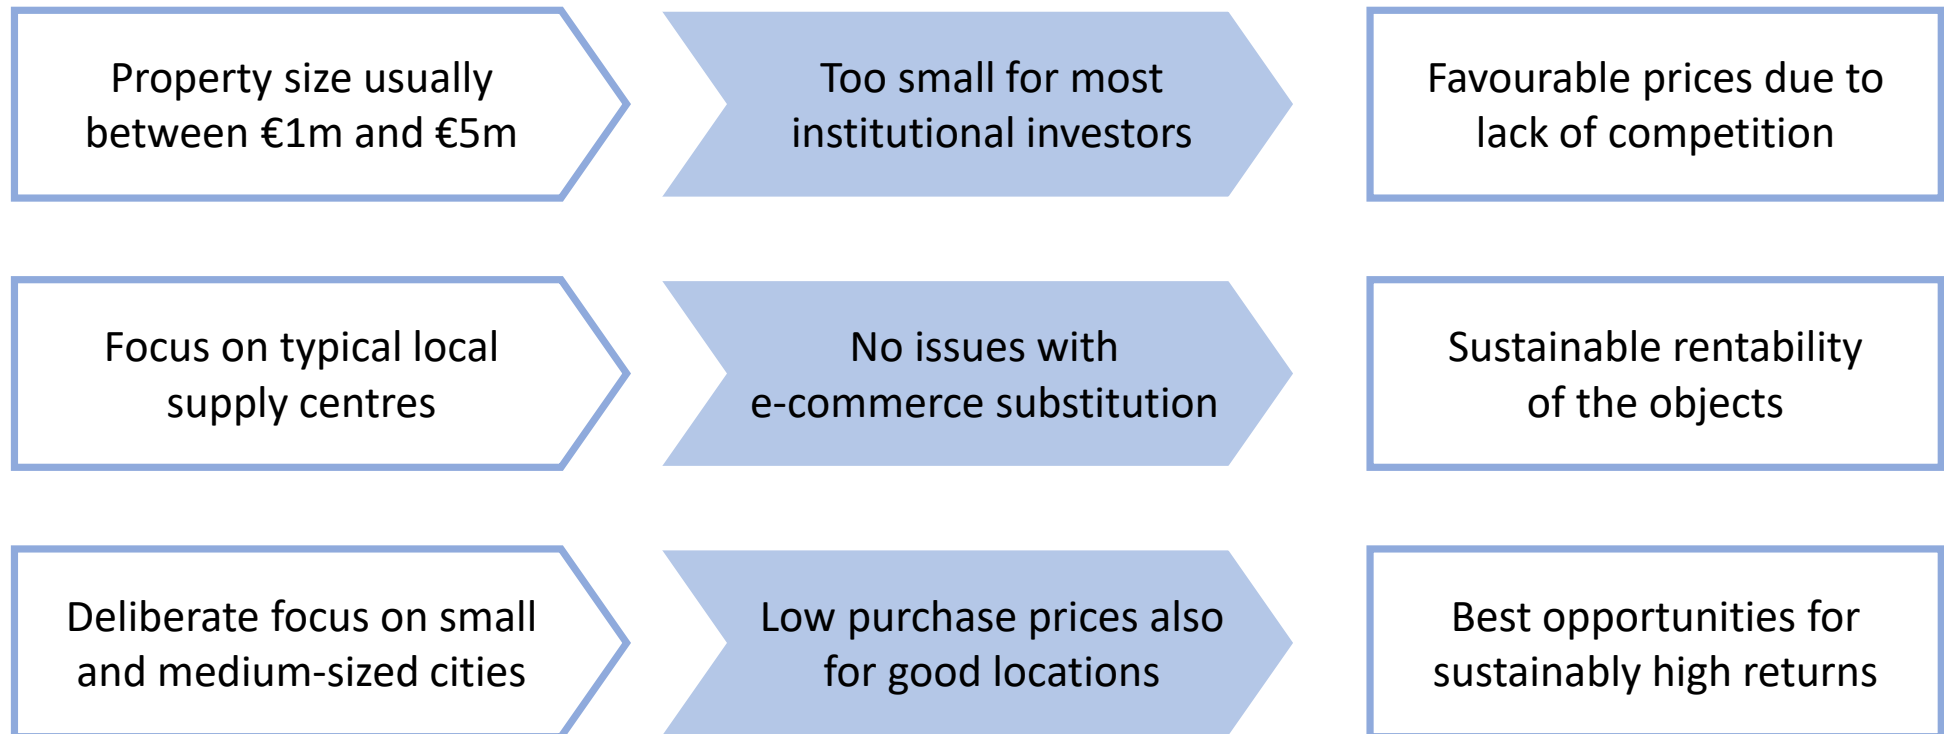 Property size usually
between €1m and €5m
Too small for most
institutional investors
Favourable prices due to
lack of competition
Focus on typical local
supply centres
No issues with
e-commerce substitution
Sustainable rentability
of the objects
Deliberate focus on small
and medium-sized cities
Low purchase prices also
for good locations
Best opportunities for
sustainably high returns